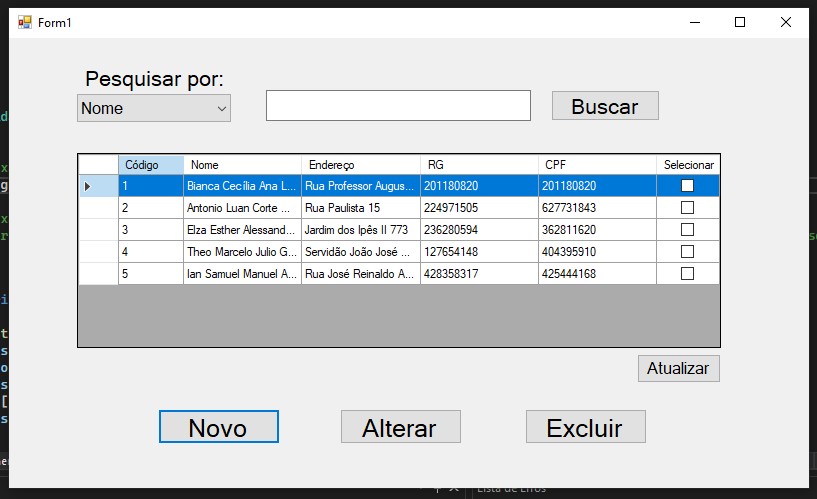 Form1
Pesquisar por:
Nome
Buscar
Código Nome Endereço RG CPF Selecionar
1 Bianca Cecília Ana L... Rua Professor Augus... 201180820 201180820
2 Antonio Luan Corte ... Rua Paulista 15 224971505 627731843
3 Elza Esther Alessand... Jardim dos Ipês II 773 236280594 362811620
4 Theo Marcelo Julio G... Servidão João José ... 127654148 404395910
5 Ian Samuel Manuel A... Rua José Reinaldo A... 428358317 425444168
Atualizar
Novo Alterar Excluir
Lista de Erros